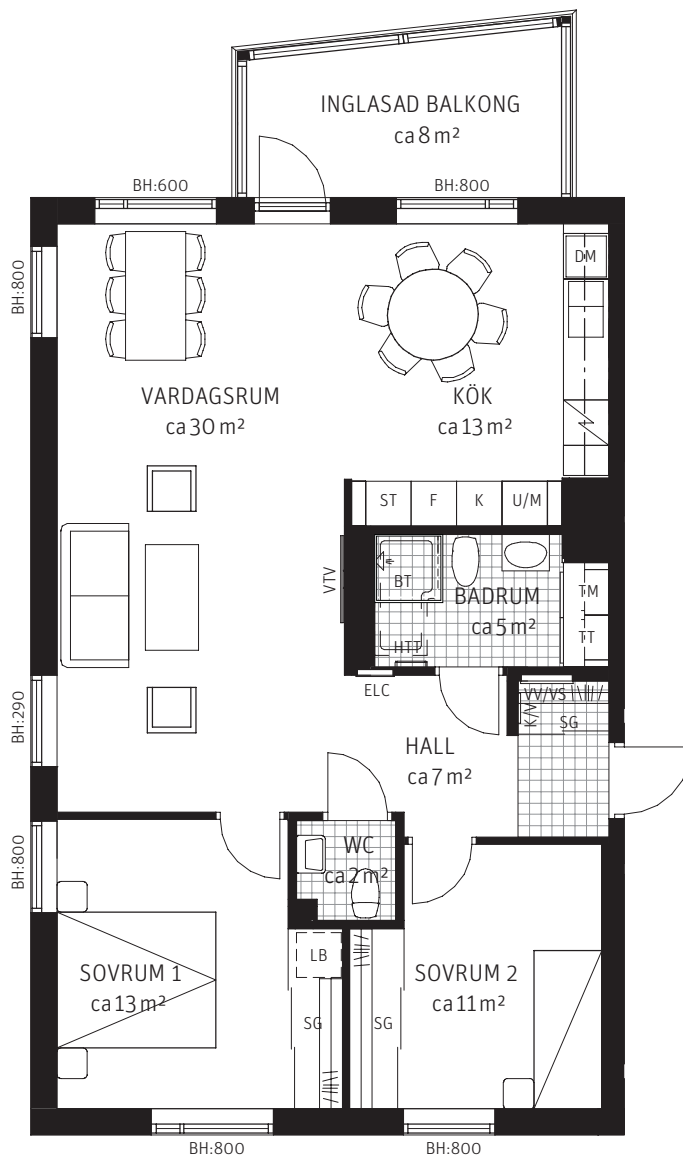 INGLASAD BALKONG
ca 8 m²
BH:600
BH:800
BH:800
DM
VARDAGSRUM
ca 30 m²
KÖK
ca 13 m²
ST
F
K
U/M
VTV
BT
BADRUM
ca 5 m²
TM
TT
HTT
ELC
BH:290
VV/VS
K/V
SG
HALL
ca 7 m²
BH:800
WC
ca 2 m²
LB
SOVRUM 1
ca 13 m²
SG
SG
SOVRUM 2
ca 11 m²
BH:800
BH:800